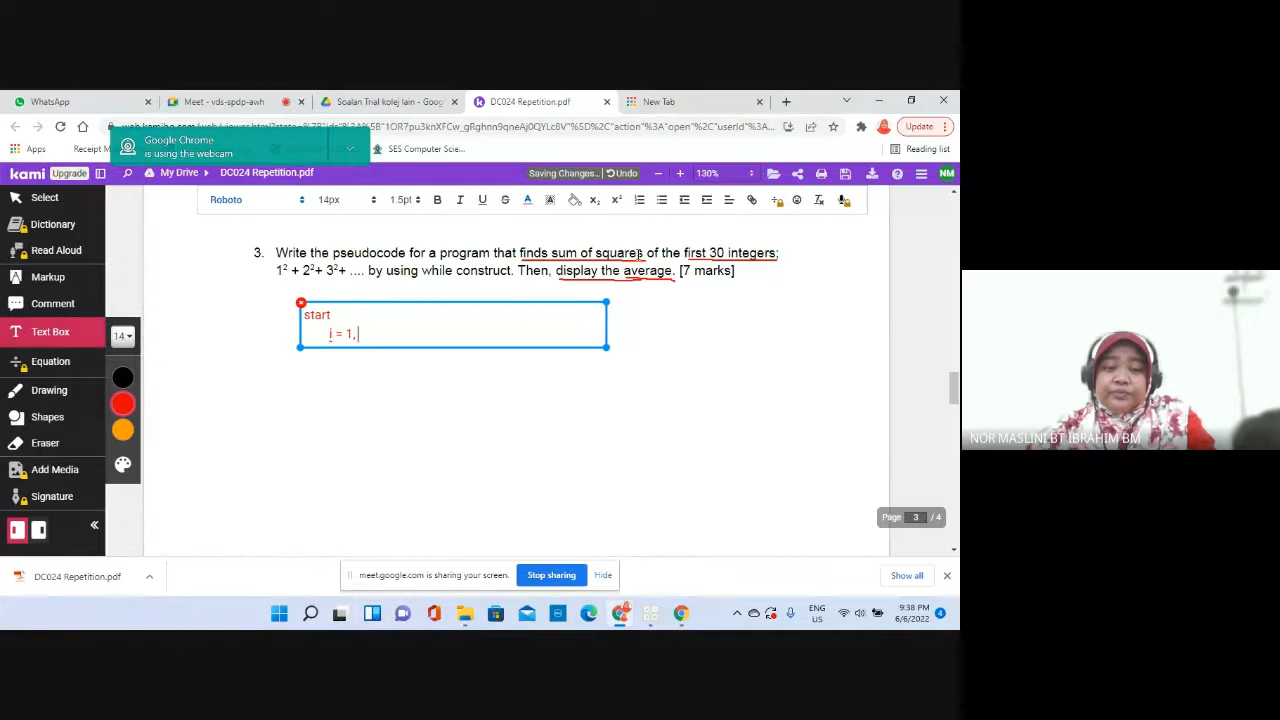 WhatsApp
Meet - vds-spdp-awh
Soalan Trial kolej lain - Goog
DC024 Repetition.pdf
New Tab
Google Chrome
is using the webcam
Update
Apps
Receipt M
SES Computer Scie...
Reading list
kami
Upgrade
My Drive
DC024 Repetition.pdf
Saving Changes...
Undo
130%
NM
Select
Dictionary
Read Aloud
Markup
Comment
Text Box
Equation
Drawing
Shapes
Eraser
Add Media
Signature
14
Roboto
14px
1.5pt
3. Write the pseudocode for a program that finds sum of squares of the first 30 integers;
1² + 2²+ 3²+ .... by using while construct. Then, display the average. [7 marks]
start
i = 1,
NOR MASLINI BT IBRAHIM BM
Page 3 / 4
DC024 Repetition.pdf
meet.google.com is sharing your screen.
Stop sharing
Hide
Show all
ENG
US
9:38 PM
6/6/2022
4